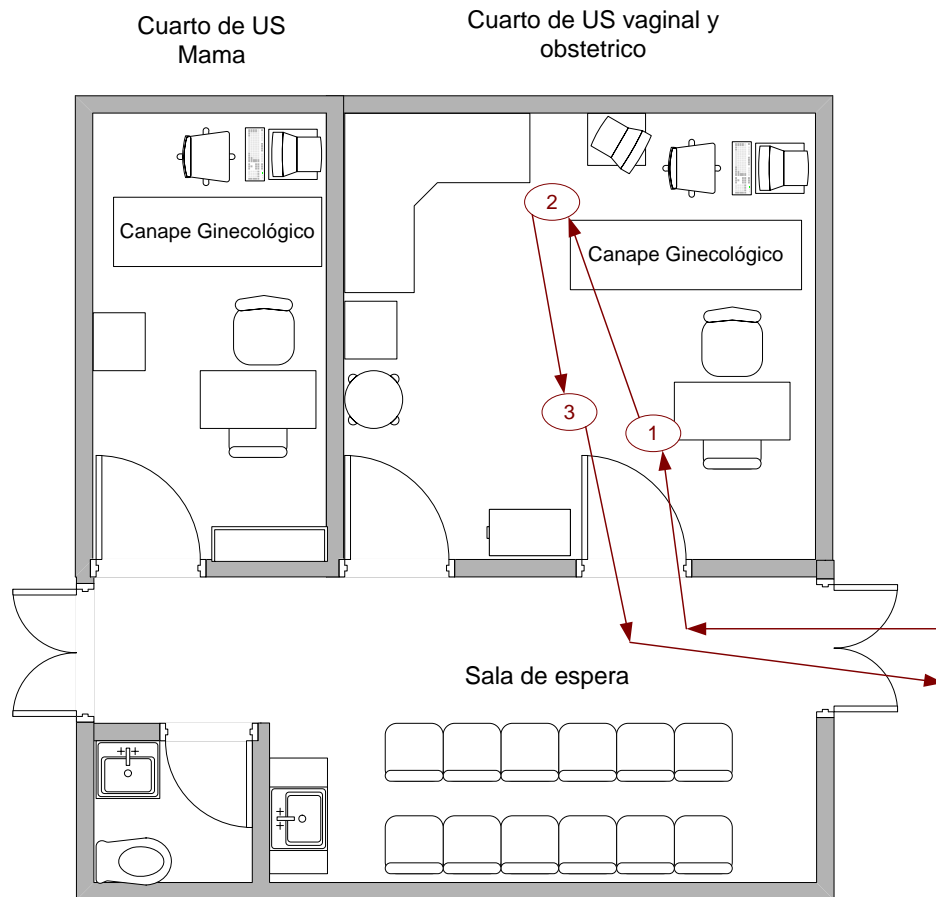 Cuarto de US
Mama
Cuarto de US vaginal y
obstetrico
Canape Ginecológico
2
Canape Ginecológico
3
1
Sala de espera